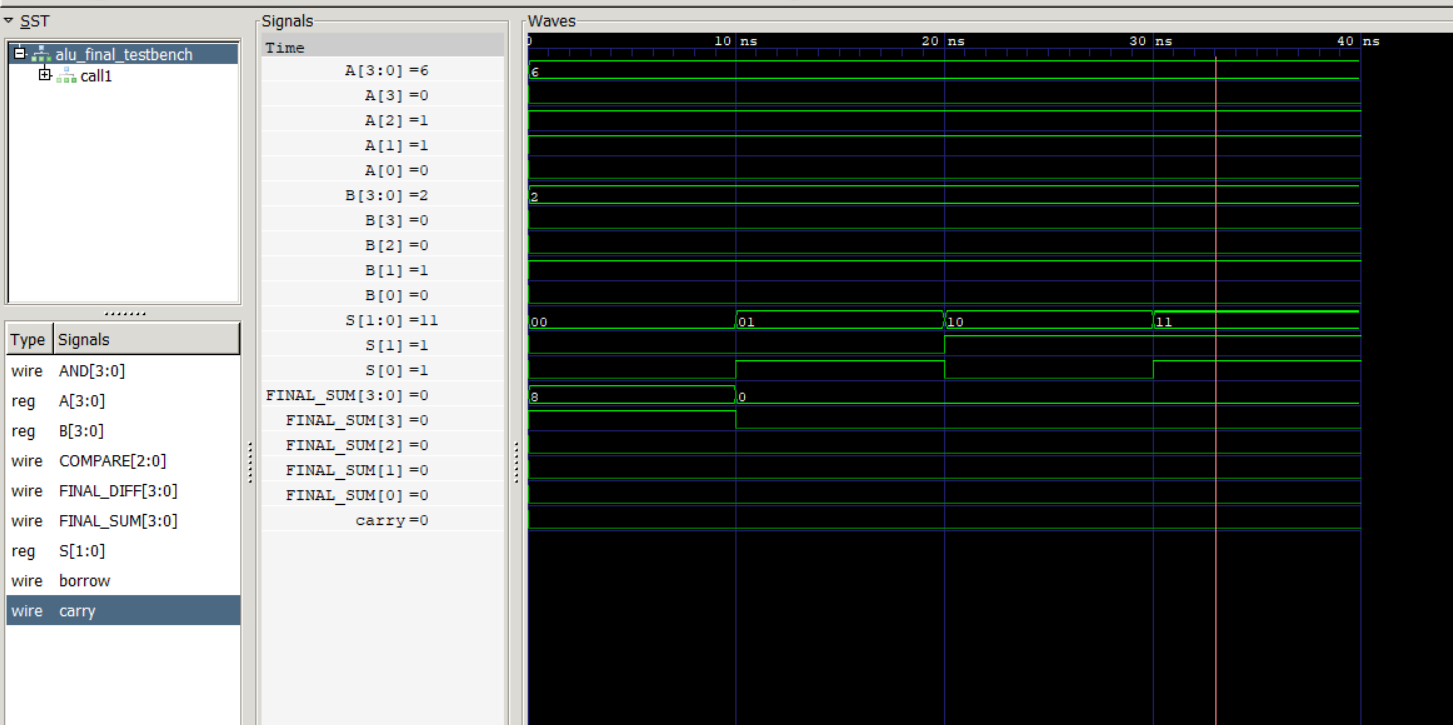 SST
alu_final_testbench
call1
Type Signals
wire AND[3:0]
reg A[3:0]
reg B[3:0]
wire COMPARE[2:0]
wire FINAL_DIFF[3:0]
wire FINAL_SUM[3:0]
reg S[1:0]
wire borrow
wire carry
Signals
Time
A[3:0] =6
A[3] =0
A[2] =1
A[1] =1
A[0] =0
B[3:0] =2
B[3] =0
B[2] =0
B[1] =1
B[0] =0
S[1:0] =11
S[1] =1
S[0] =1
FINAL_SUM[3:0] =0
FINAL_SUM[3] =0
FINAL_SUM[2] =0
FINAL_SUM[1] =0
FINAL_SUM[0] =0
carry =0
Waves
0 10 ns 20 ns 30 ns 40 ns
6
2
00 01 10 11
8 0